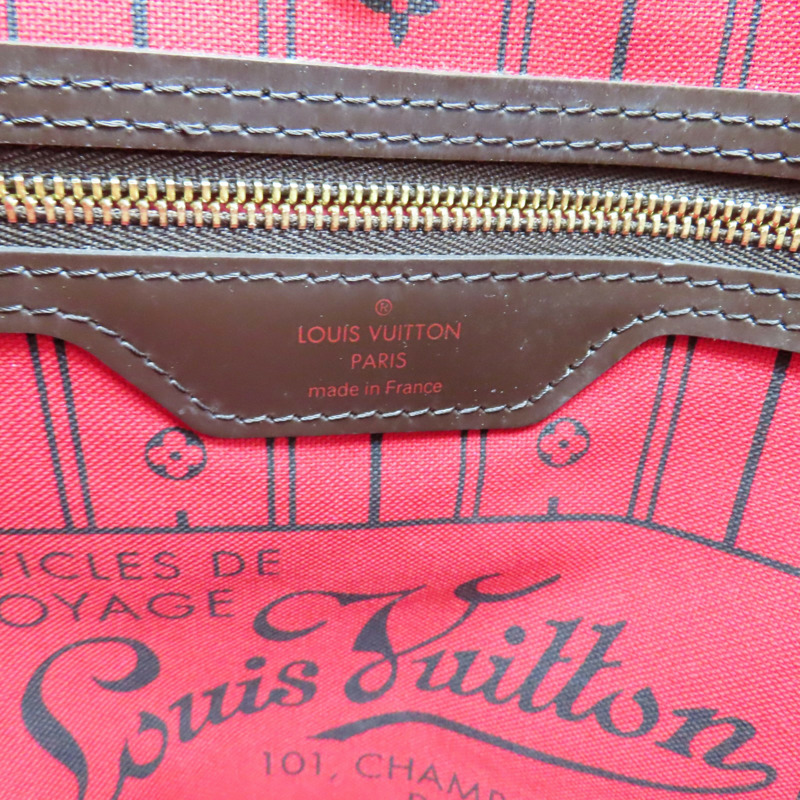 ®
LOUIS VUITTON
PARIS
made in France
TICLES DE
OYAGE
Louis Vuitton
101, CHAMP